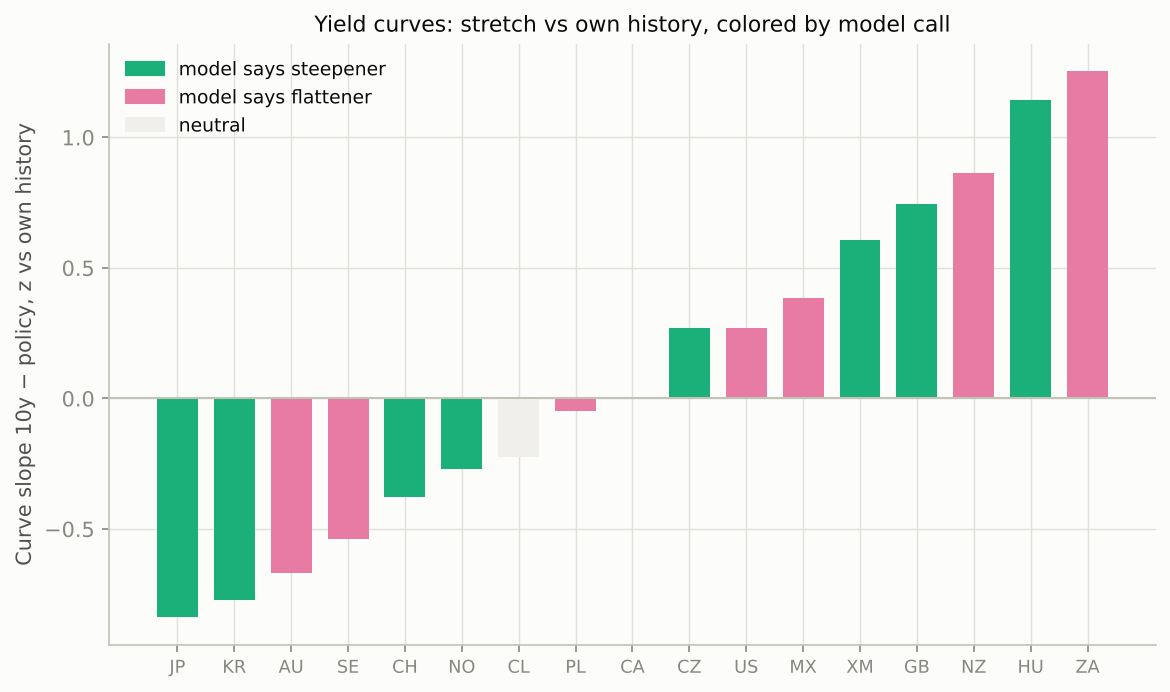 Yield curves: stretch vs own history, colored by model call
model says steepener
model says flattener
neutral
Curve slope 10y − policy, z vs own history
1.0
0.5
0.0
−0.5
JP KR AU SE CH NO CL PL CA CZ US MX XM GB NZ HU ZA